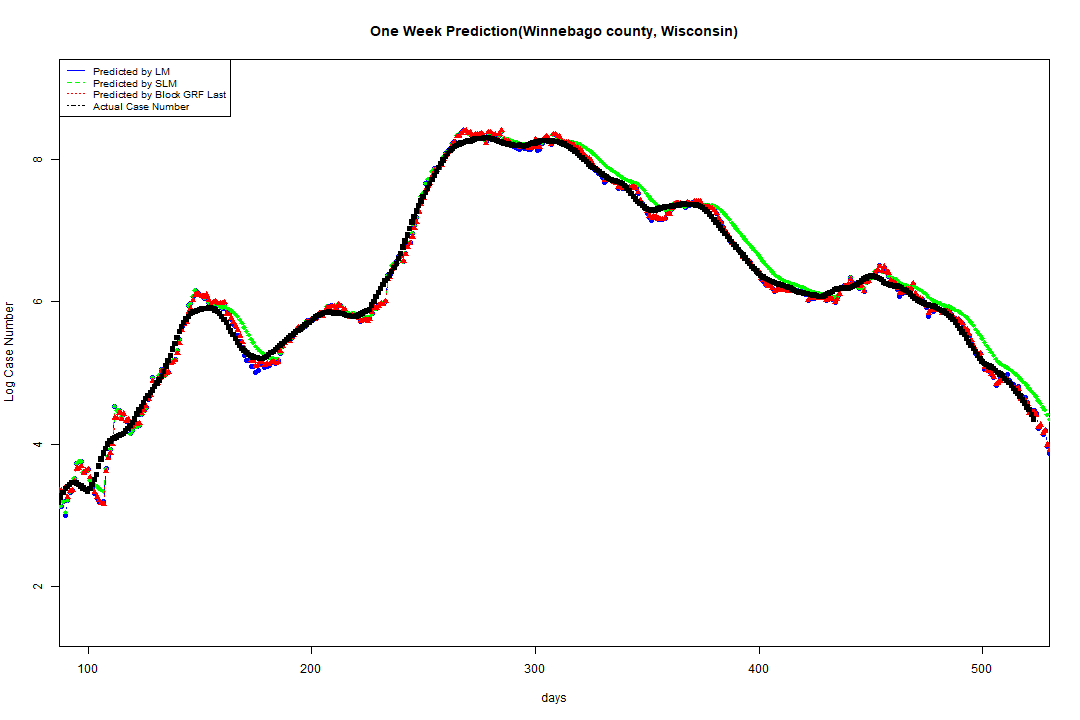 One Week Prediction(Winnebago county, Wisconsin)
Predicted by LM
Predicted by SLM
Predicted by Block GRF Last
Actual Case Number
8
6
4
2
Log Case Number
100 200 300 400 500
days